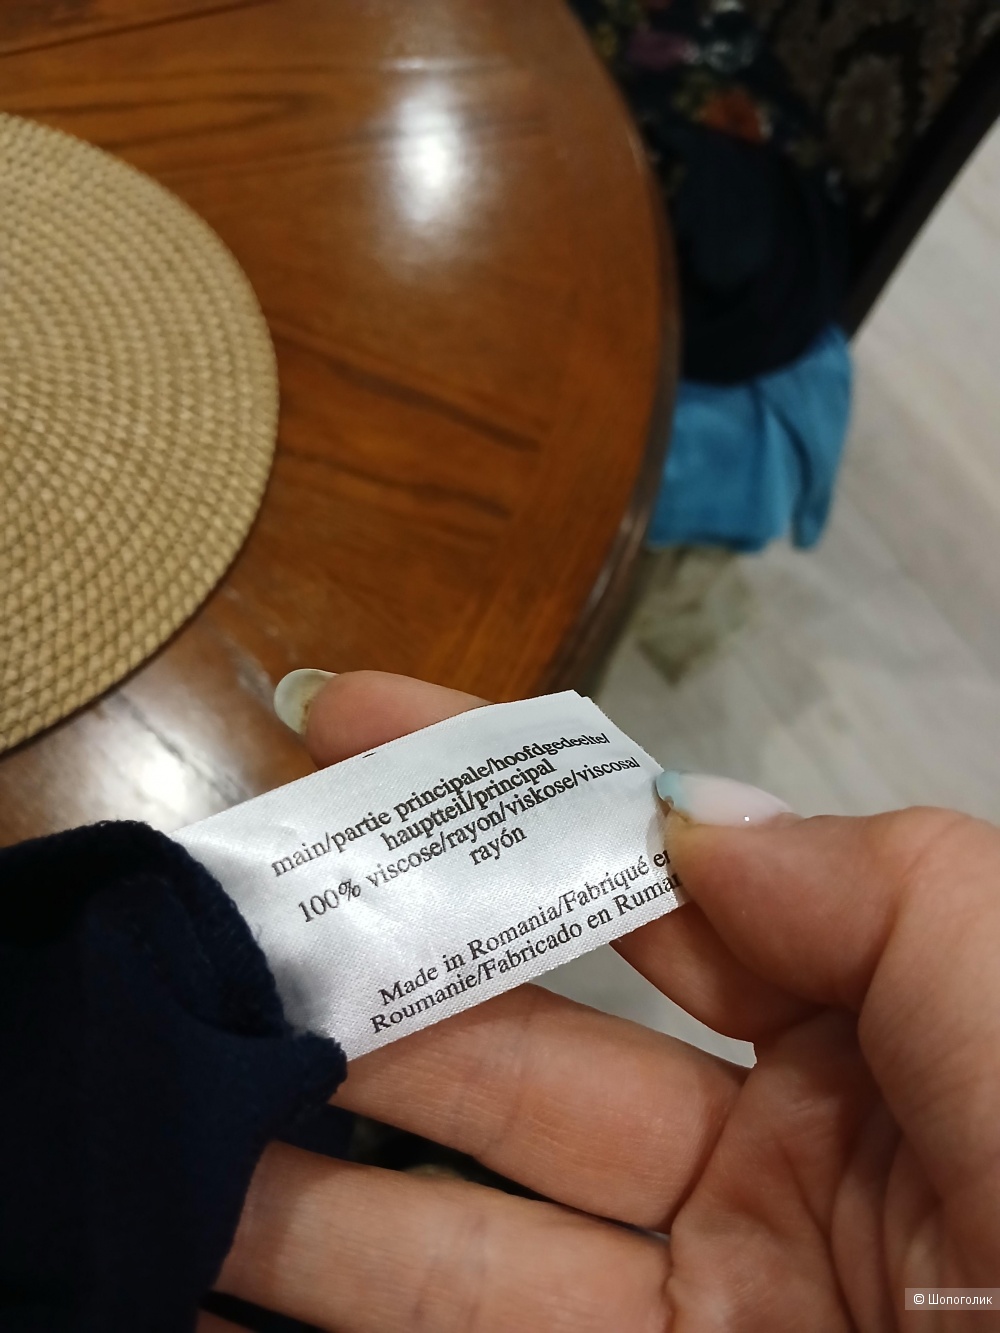 main/partie principale/hoofdgedeelte/
hauptteil/principal
100% viscose/rayon/viskose/viscosa/
rayón
Made in Romania/Fabriqué en
Roumanie/Fabricado en Ruman
© Шопоголик